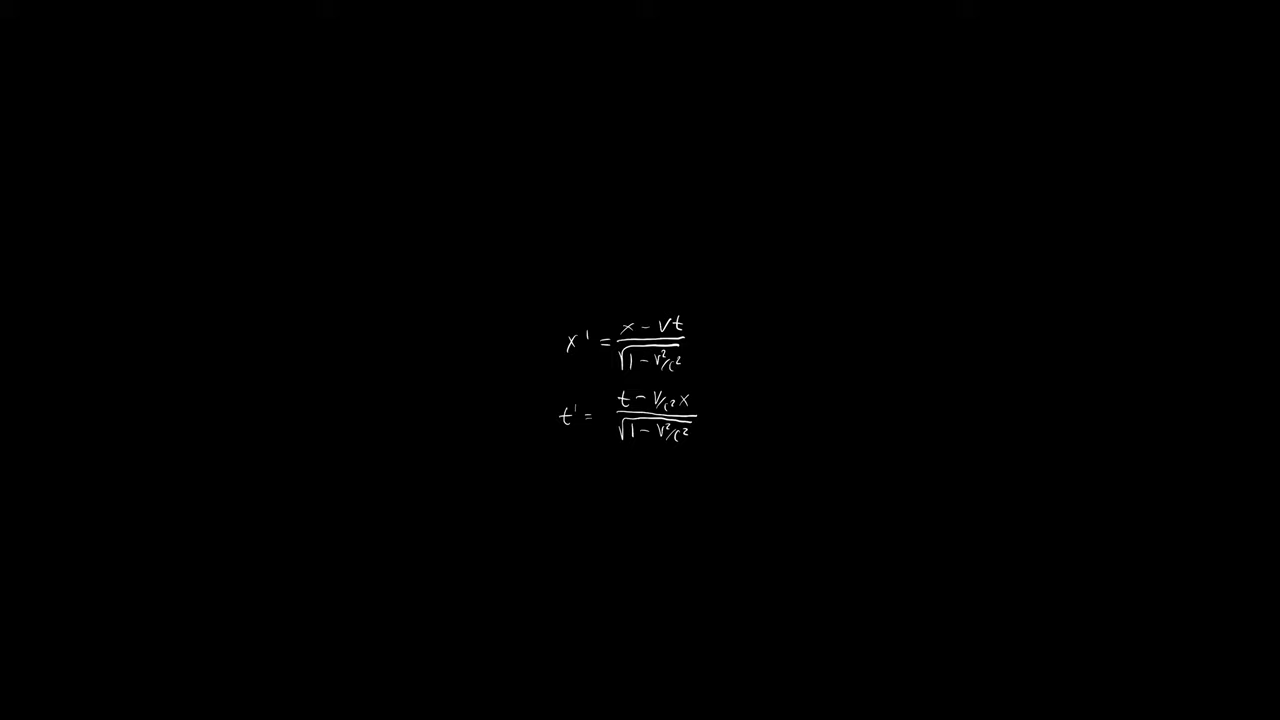 x' = (x - vt) / √(1 - v²/c²)
t' = (t - v/c² x) / √(1 - v²/c²)